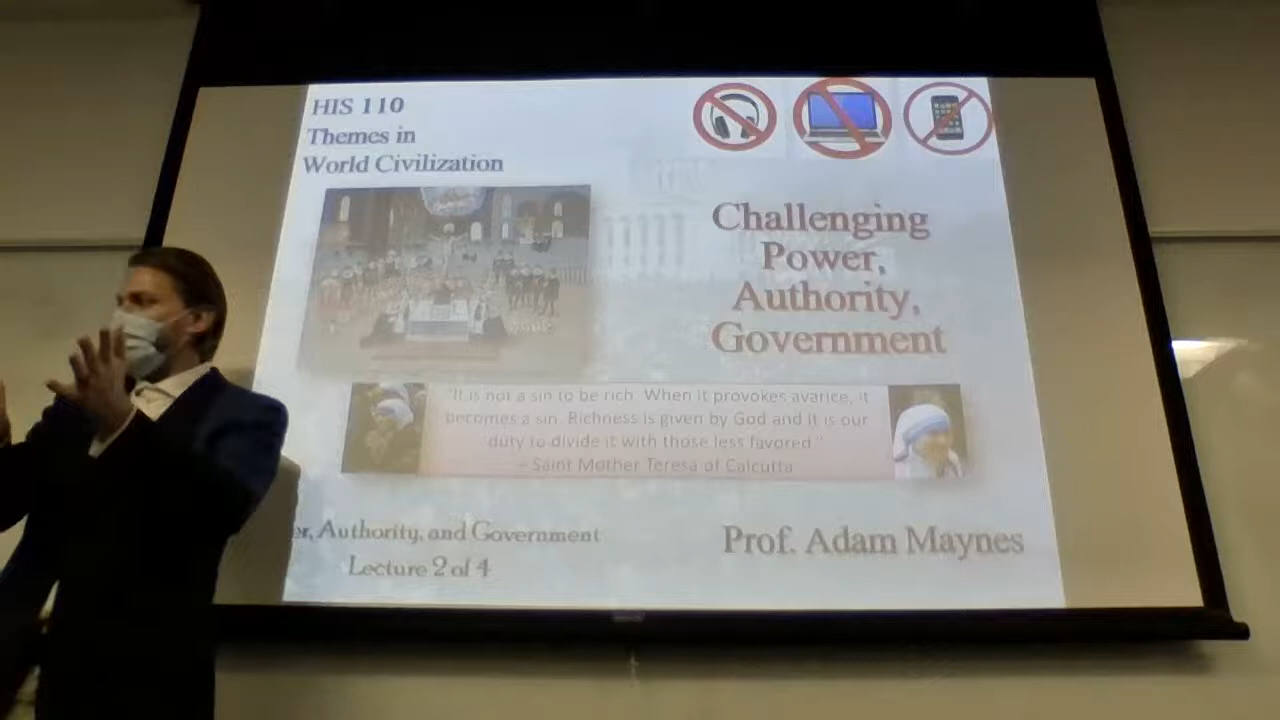 HIS 110
Themes in
World Civilization
Challenging
Power,
Authority,
Government
"It is not a sin to be rich. When it provokes avarice, it
becomes a sin. Richness is given by God and it is our
duty to divide it with those less favored."
– Saint Mother Teresa of Calcutta
er, Authority, and Government
Lecture 2 of 4
Prof. Adam Maynes